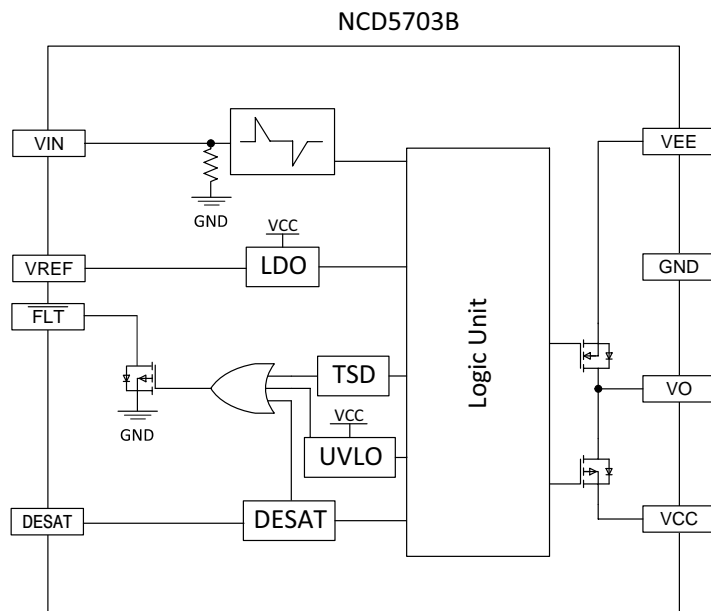 NCD5703B
VIN
VEE
GND
VCC
VREF
LDO
GND
FLT
Logic Unit
TSD
VO
GND
VCC
UVLO
DESAT
DESAT
VCC